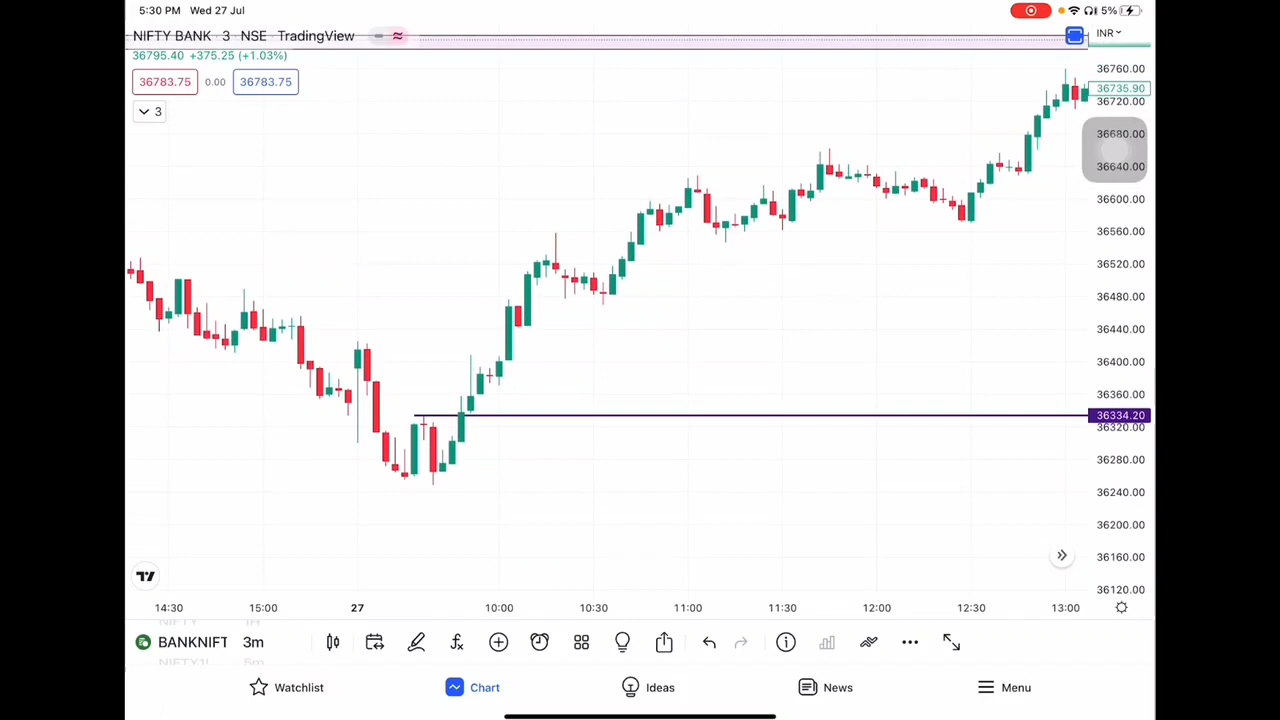 5:30 PM Wed 27 Jul
5%
NIFTY BANK · 3 · NSE · TradingView
INR
36795.40 +375.25 (+1.03%)
36783.75 0.00 36783.75
3
36760.00
36735.90
36720.00
36680.00
36640.00
36600.00
36560.00
36520.00
36480.00
36440.00
36400.00
36360.00
36334.20
36320.00
36280.00
36240.00
36200.00
36160.00
36120.00
14:30 15:00 27 10:00 10:30 11:00 11:30 12:00 12:30 13:00
NIFTY 1H
BANKNIFT 3m
NIFTY1! 5m
Watchlist Chart Ideas News Menu